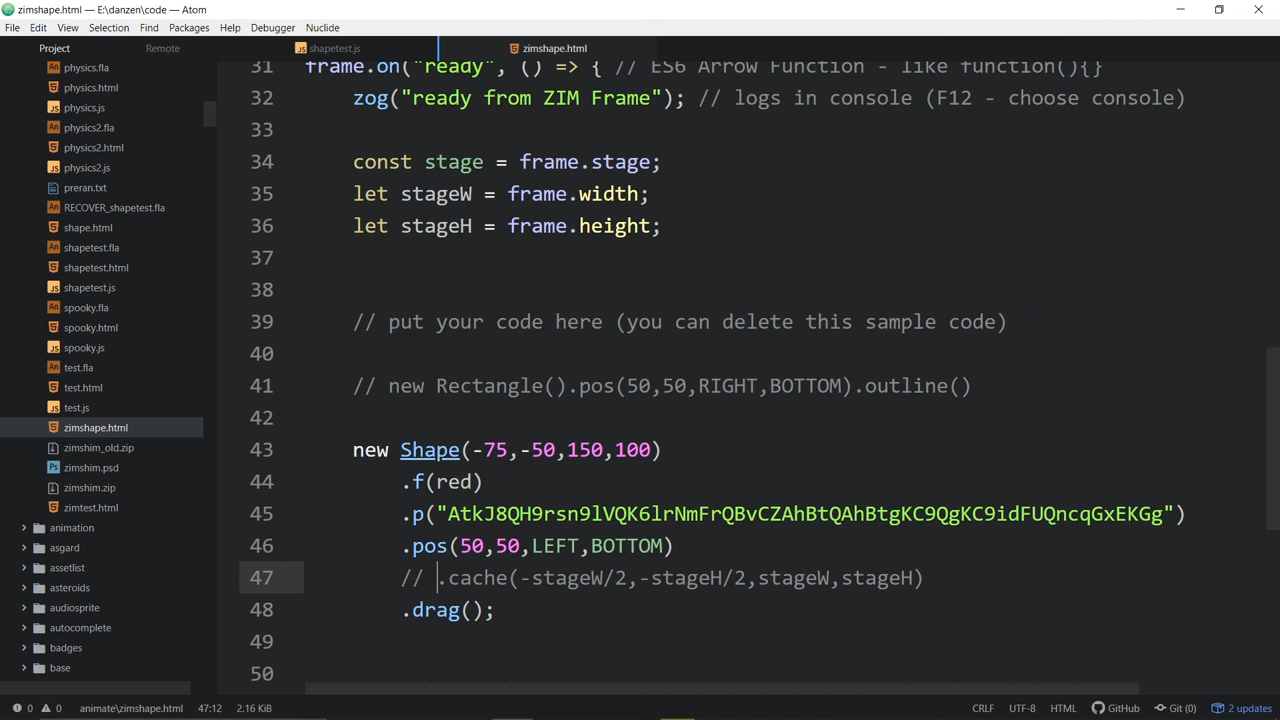 zimshape.html — E:\danzen\code — Atom
File Edit View Selection Find Packages Help Debugger Nuclide
Project Remote
shapetest.js
zimshape.html
physics.fla
physics.html
physics.js
physics2.fla
physics2.html
physics2.js
preran.txt
RECOVER_shapetest.fla
shape.html
shapetest.fla
shapetest.html
shapetest.js
spooky.fla
spooky.html
spooky.js
test.fla
test.html
test.js
zimshape.html
zimshim_old.zip
zimshim.psd
zimshim.zip
zimtest.html
animation
asgard
assetlist
asteroids
audiosprite
autocomplete
badges
base
31 frame.on("ready", () => { // ES6 Arrow Function - like function(){}
32 zog("ready from ZIM Frame"); // logs in console (F12 - choose console)
33
34 const stage = frame.stage;
35 let stageW = frame.width;
36 let stageH = frame.height;
37
38
39 // put your code here (you can delete this sample code)
40
41 // new Rectangle().pos(50,50,RIGHT,BOTTOM).outline()
42
43 new Shape(-75,-50,150,100)
44 .f(red)
45 .p("AtkJ8QH9rsn9lVQK6lrNmFrQBvCZAhBtQAhBtgKC9QgKC9idFUQncqGxEKGg")
46 .pos(50,50,LEFT,BOTTOM)
47 // .cache(-stageW/2,-stageH/2,stageW,stageH)
48 .drag();
49
50
0 0 animate\zimshape.html 47:12 2.16 KiB CRLF UTF-8 HTML GitHub Git (0) 2 updates